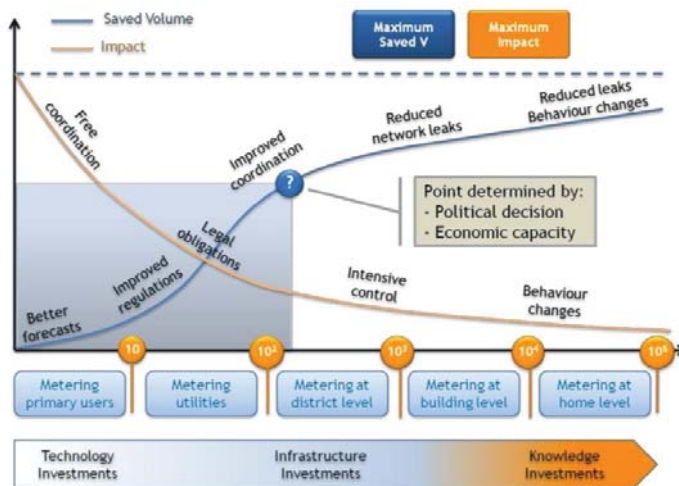 Saved Volume
Impact
Maximum
Saved V
Maximum
Impact
Free
coordination
Improved
coordination
Reduced
network leaks
Reduced leaks
Behaviour changes
?
Point determined by:
- Political decision
- Economic capacity
Legal
obligations
Improved
regulations
Better
forecasts
Intensive
control
Behaviour
changes
10
10²
10³
10⁴
10⁵
Metering
primary users
Metering
utilities
Metering at
district level
Metering at
building level
Metering at
home level
Technology
Investments
Infrastructure
Investments
Knowledge
Investments